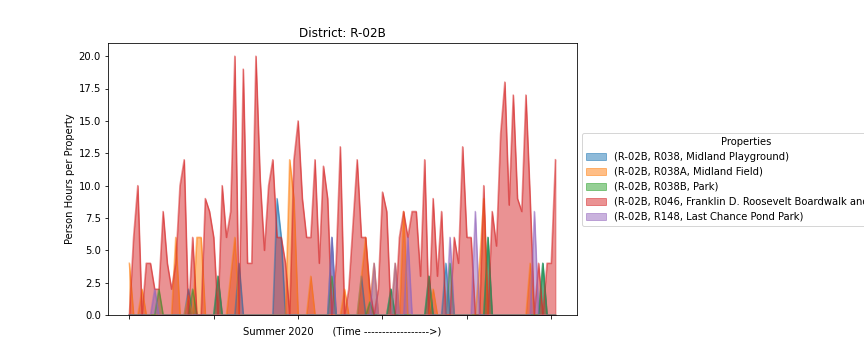 District: R-02B
20.0
17.5
15.0
12.5
10.0
7.5
5.0
2.5
0.0
Person Hours per Property
Summer 2020 (Time ------------------>)
Properties
(R-02B, R038, Midland Playground)
(R-02B, R038A, Midland Field)
(R-02B, R038B, Park)
(R-02B, R046, Franklin D. Roosevelt Boardwalk and
(R-02B, R148, Last Chance Pond Park)